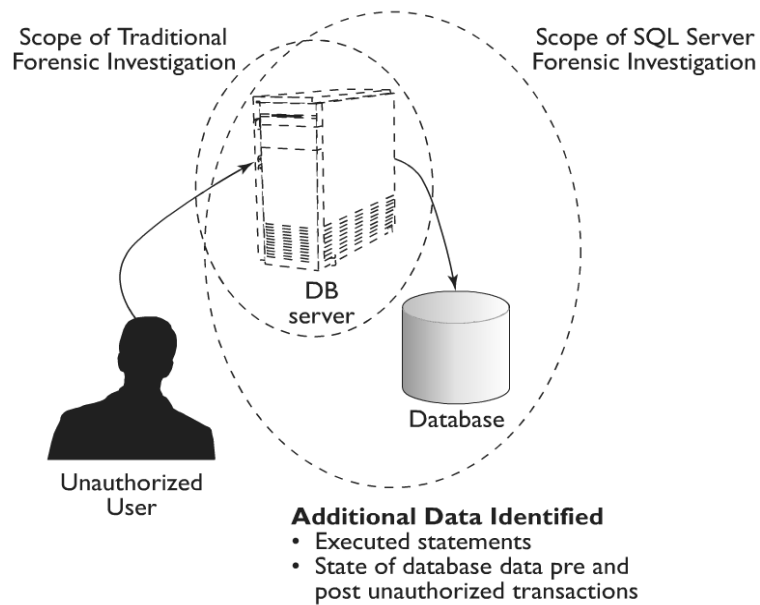 Scope of Traditional
Forensic Investigation
Scope of SQL Server
Forensic Investigation
DB
server
Database
Unauthorized
User
Additional Data Identified
• Executed statements
• State of database data pre and
post unauthorized transactions